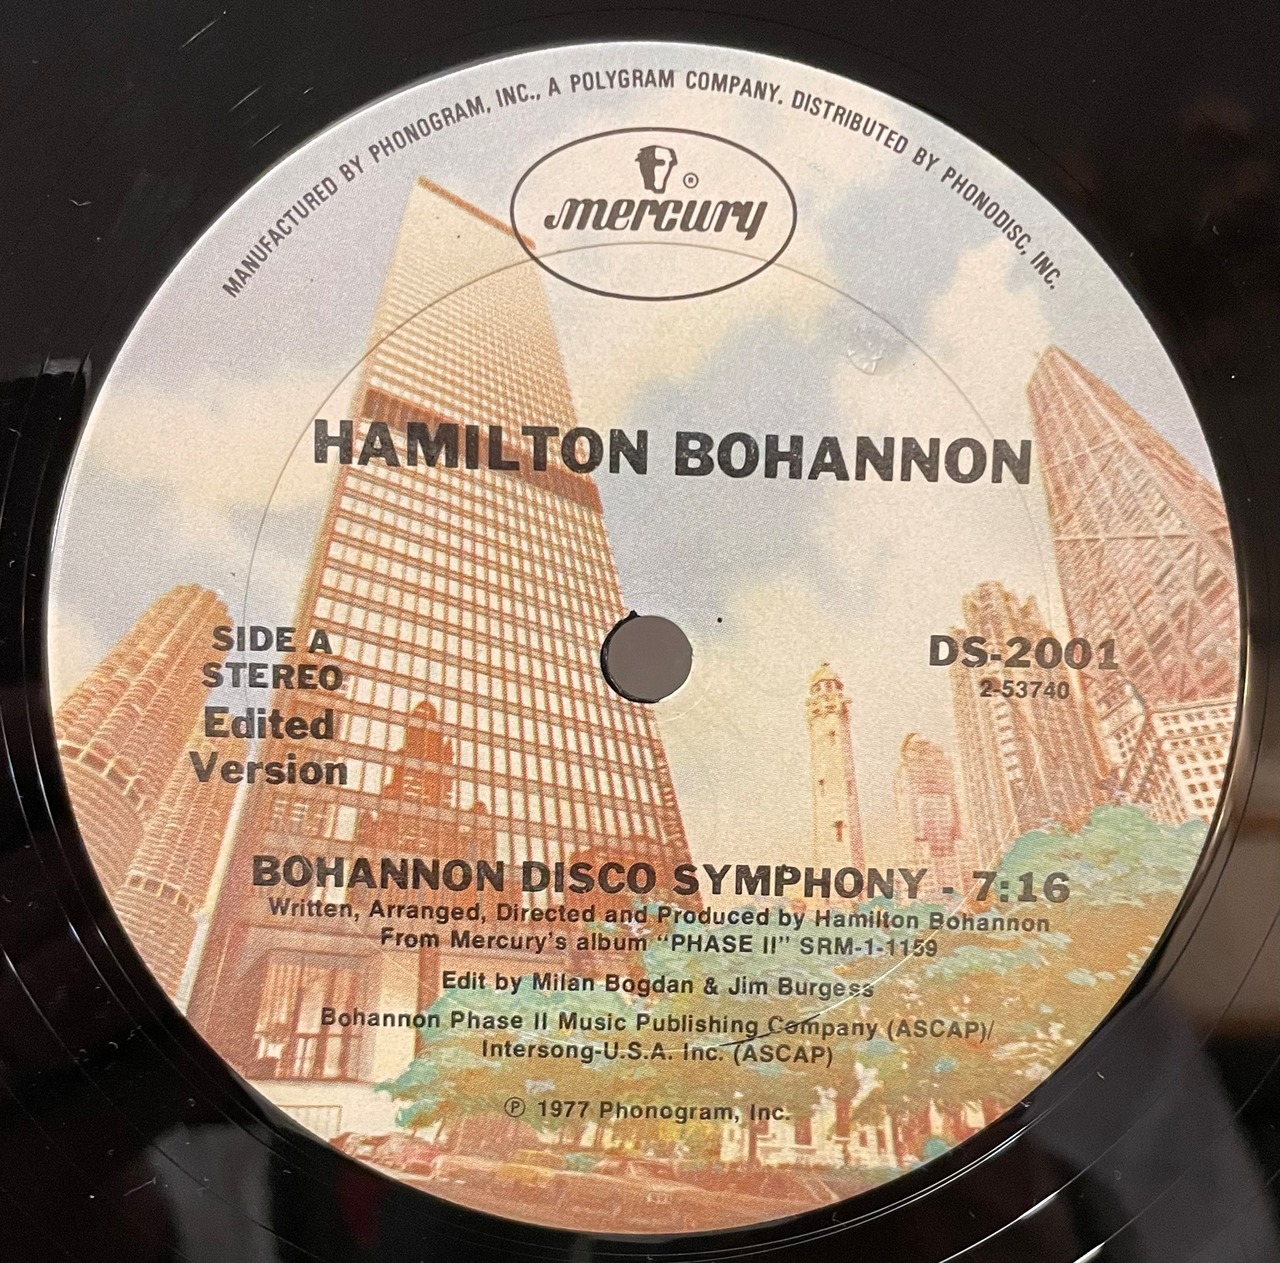 MANUFACTURED BY PHONOGRAM, INC., A POLYGRAM COMPANY. DISTRIBUTED BY PHONODISC, INC.
mercury ®
HAMILTON BOHANNON
SIDE A
STEREO
Edited
Version
DS-2001
2-53740
BOHANNON DISCO SYMPHONY - 7:16
Written, Arranged, Directed and Produced by Hamilton Bohannon
From Mercury's album "PHASE II" SRM-1-1159
Edit by Milan Bogdan & Jim Burgess
Bohannon Phase II Music Publishing Company (ASCAP)/
Intersong-U.S.A. Inc. (ASCAP)
℗ 1977 Phonogram, Inc.